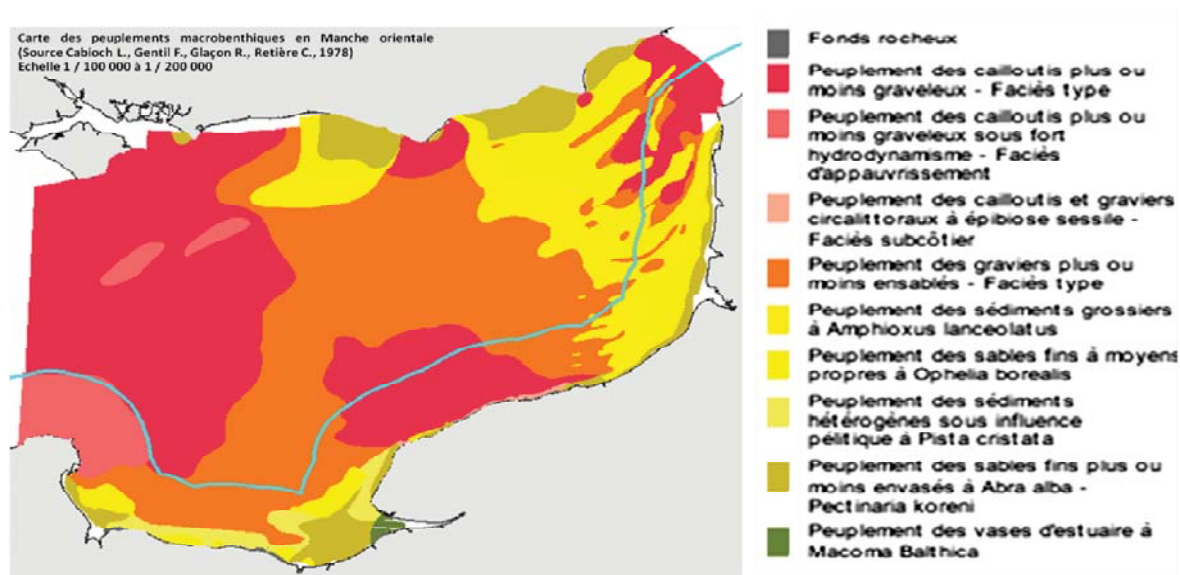 Carte des peuplements macrobenthiques en Manche orientale
(Source Cabioch L., Gentil F., Glaçon R., Retière C., 1978)
Echelle 1 / 100 000 à 1 / 200 000
Fonds rocheux
Peuplement des cailloutis plus ou
moins graveleux - Faciès type
Peuplement des cailloutis plus ou
moins graveleux sous fort
hydrodynamisme - Faciés
d'appauvrissement
Peuplement des cailloutis et graviers
circalittoraux à épibiose sessile -
Faciès subcôtier
Peuplement des graviers plus ou
moins ensablés - Faciès type
Peuplement des sédiments grossiers
à Amphioxus lanceolatus
Peuplement des sables fins à moyens
propres à Ophelia borealis
Peuplement des sédiments
hétérogènes sous influence
pélitique à Pista cristata
Peuplement des sables fins plus ou
moins envasés à Abra alba -
Pectinaria koreni
Peuplement des vases d'estuaire à
Macoma Balthica